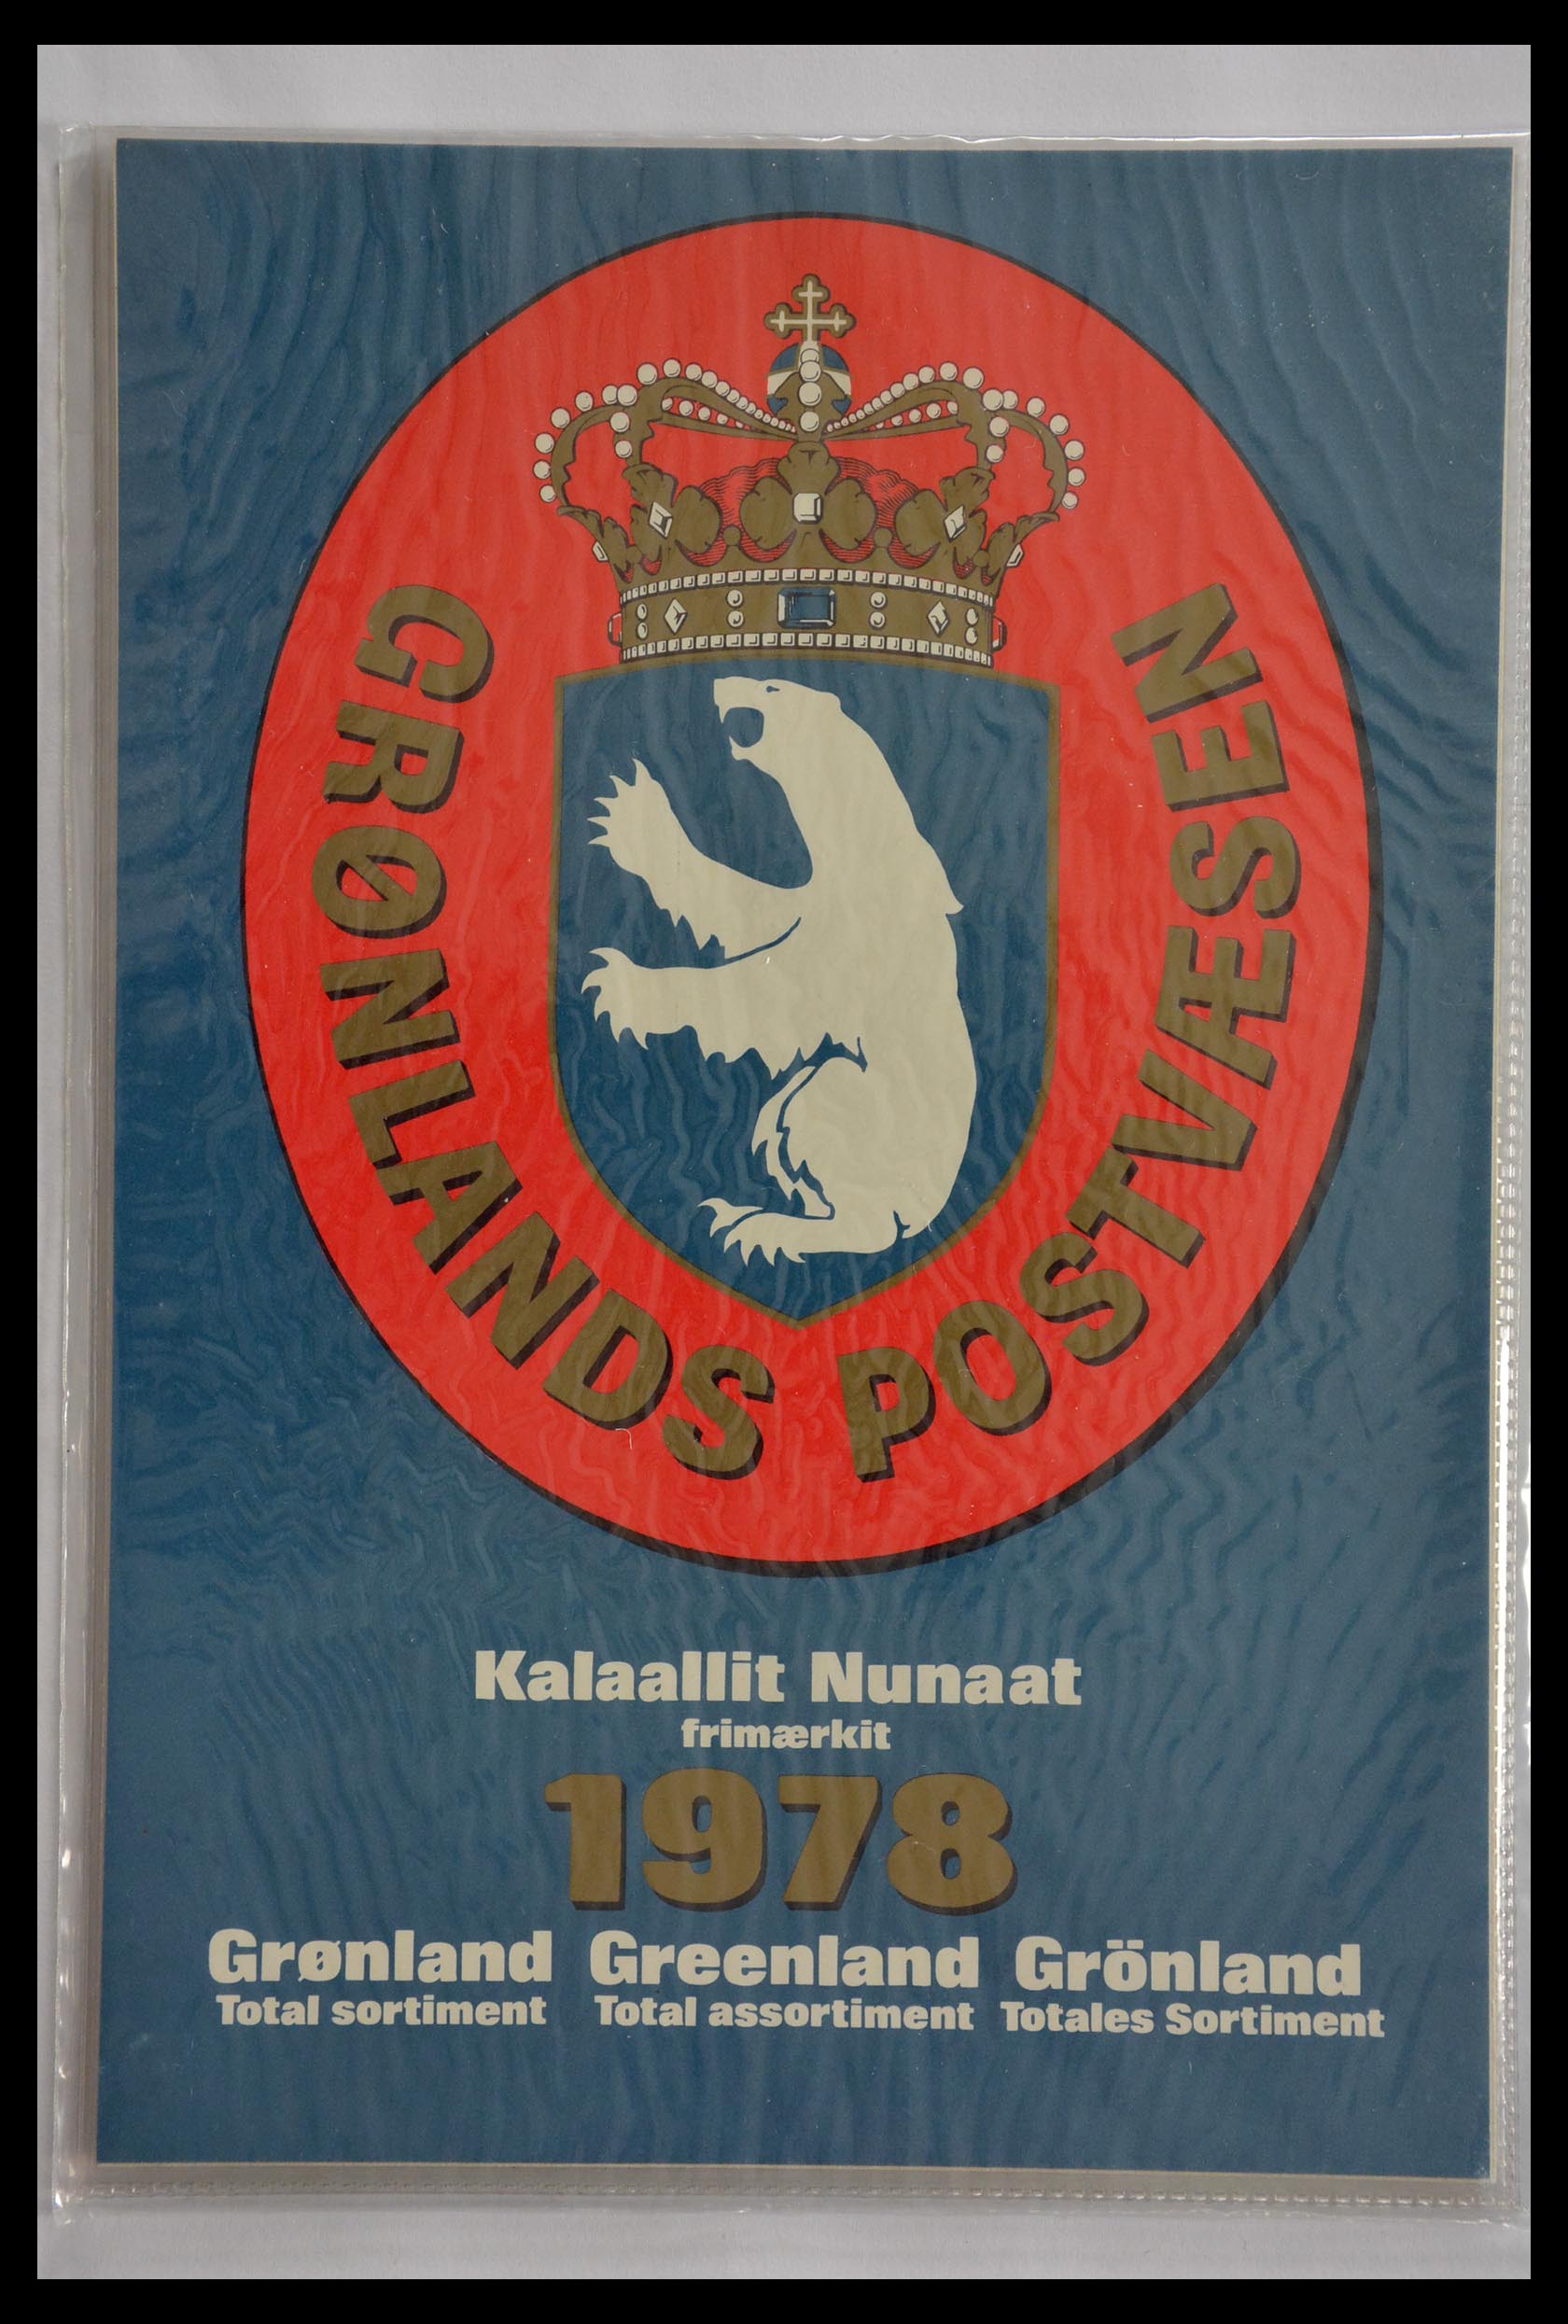 GRØNLANDS POSTVÆSEN
Kalaallit Nunaat
frimærkit
1978
Grønland Greenland Grönland
Total sortiment Total assortiment Totales Sortiment